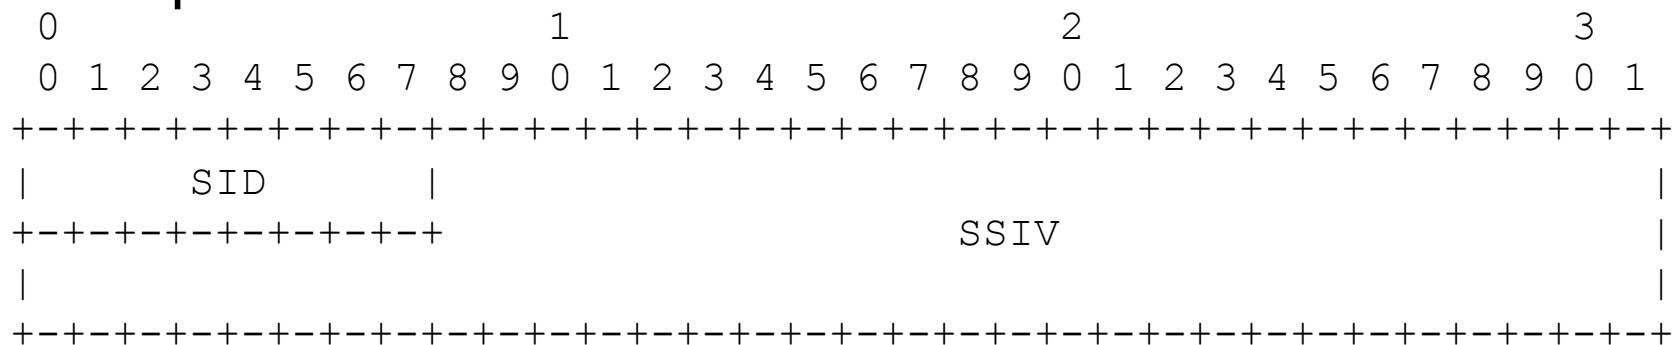 0                   1                   2                   3
 0 1 2 3 4 5 6 7 8 9 0 1 2 3 4 5 6 7 8 9 0 1 2 3 4 5 6 7 8 9 0 1
+-+-+-+-+-+-+-+-+-+-+-+-+-+-+-+-+-+-+-+-+-+-+-+-+-+-+-+-+-+-+-+-+
|      SID      |                                               |
+-+-+-+-+-+-+-+-+                    SSIV                       |
|                                                               |
+-+-+-+-+-+-+-+-+-+-+-+-+-+-+-+-+-+-+-+-+-+-+-+-+-+-+-+-+-+-+-+-+